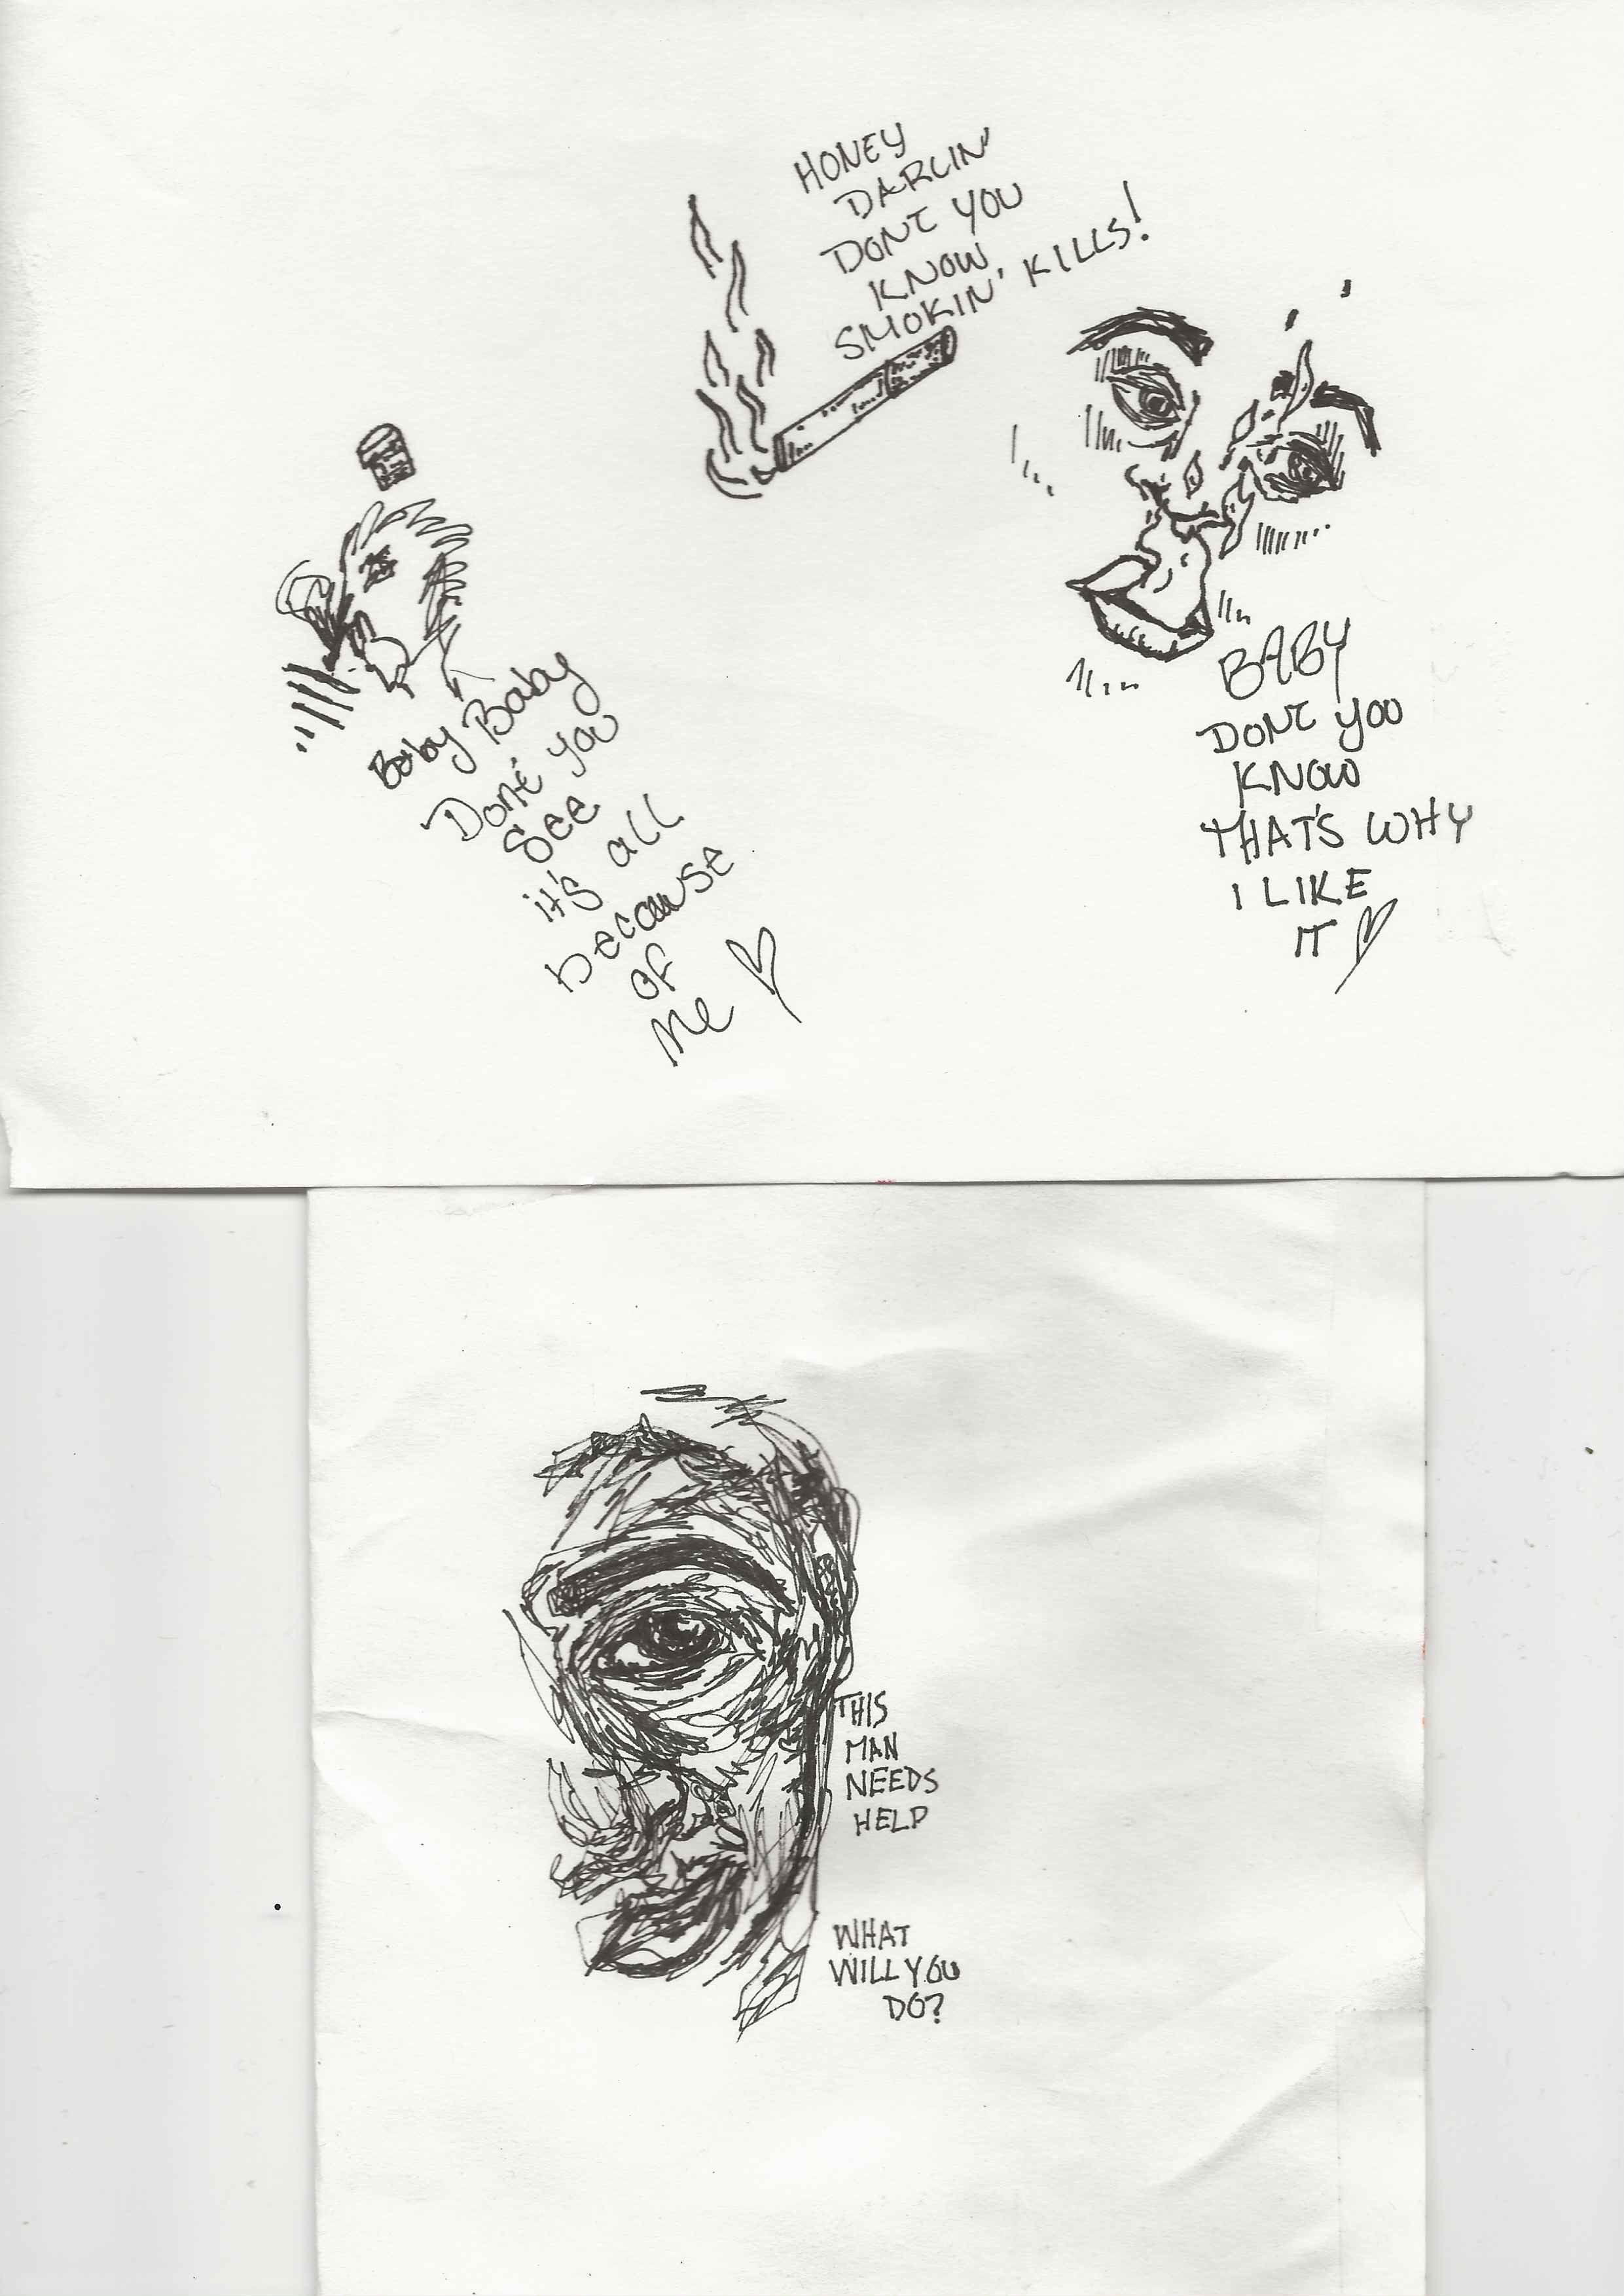 HONEY
DARLIN'
DONT YOU
KNOW,
SMOKIN' KILLS!
Baby Baby
Dont you
See
it's all
because
of
Me
BABY
DONT YOU
KNOW
THAT'S WHY
I LIKE
IT
THIS
MAN
NEEDS
HELP
WHAT
WILL YOU
DO?